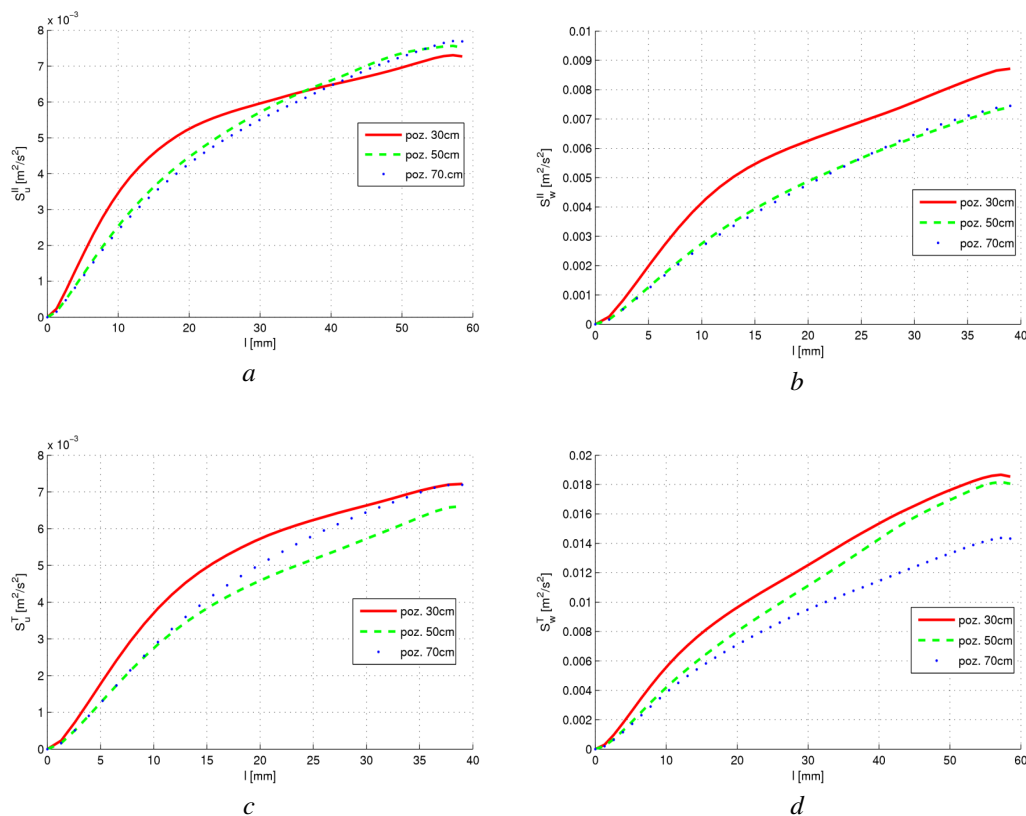 x 10⁻³
8
7
6
5
4
3
2
1
0
S_u^II [m²/s²]
0 10 20 30 40 50 60
l [mm]
poz. 30cm
poz. 50cm
poz. 70.cm
a
0.01
0.009
0.008
0.007
0.006
0.005
0.004
0.003
0.002
0.001
0
S_w^II [m²/s²]
0 5 10 15 20 25 30 35 40
l [mm]
poz. 30cm
poz. 50cm
poz. 70cm
b
x 10⁻³
8
7
6
5
4
3
2
1
0
S_u^T [m²/s²]
0 5 10 15 20 25 30 35 40
l [mm]
poz. 30cm
poz. 50cm
poz. 70cm
c
0.02
0.018
0.016
0.014
0.012
0.01
0.008
0.006
0.004
0.002
0
S_w^T [m²/s²]
0 10 20 30 40 50 60
l [mm]
poz. 30cm
poz. 50cm
poz. 70cm
d